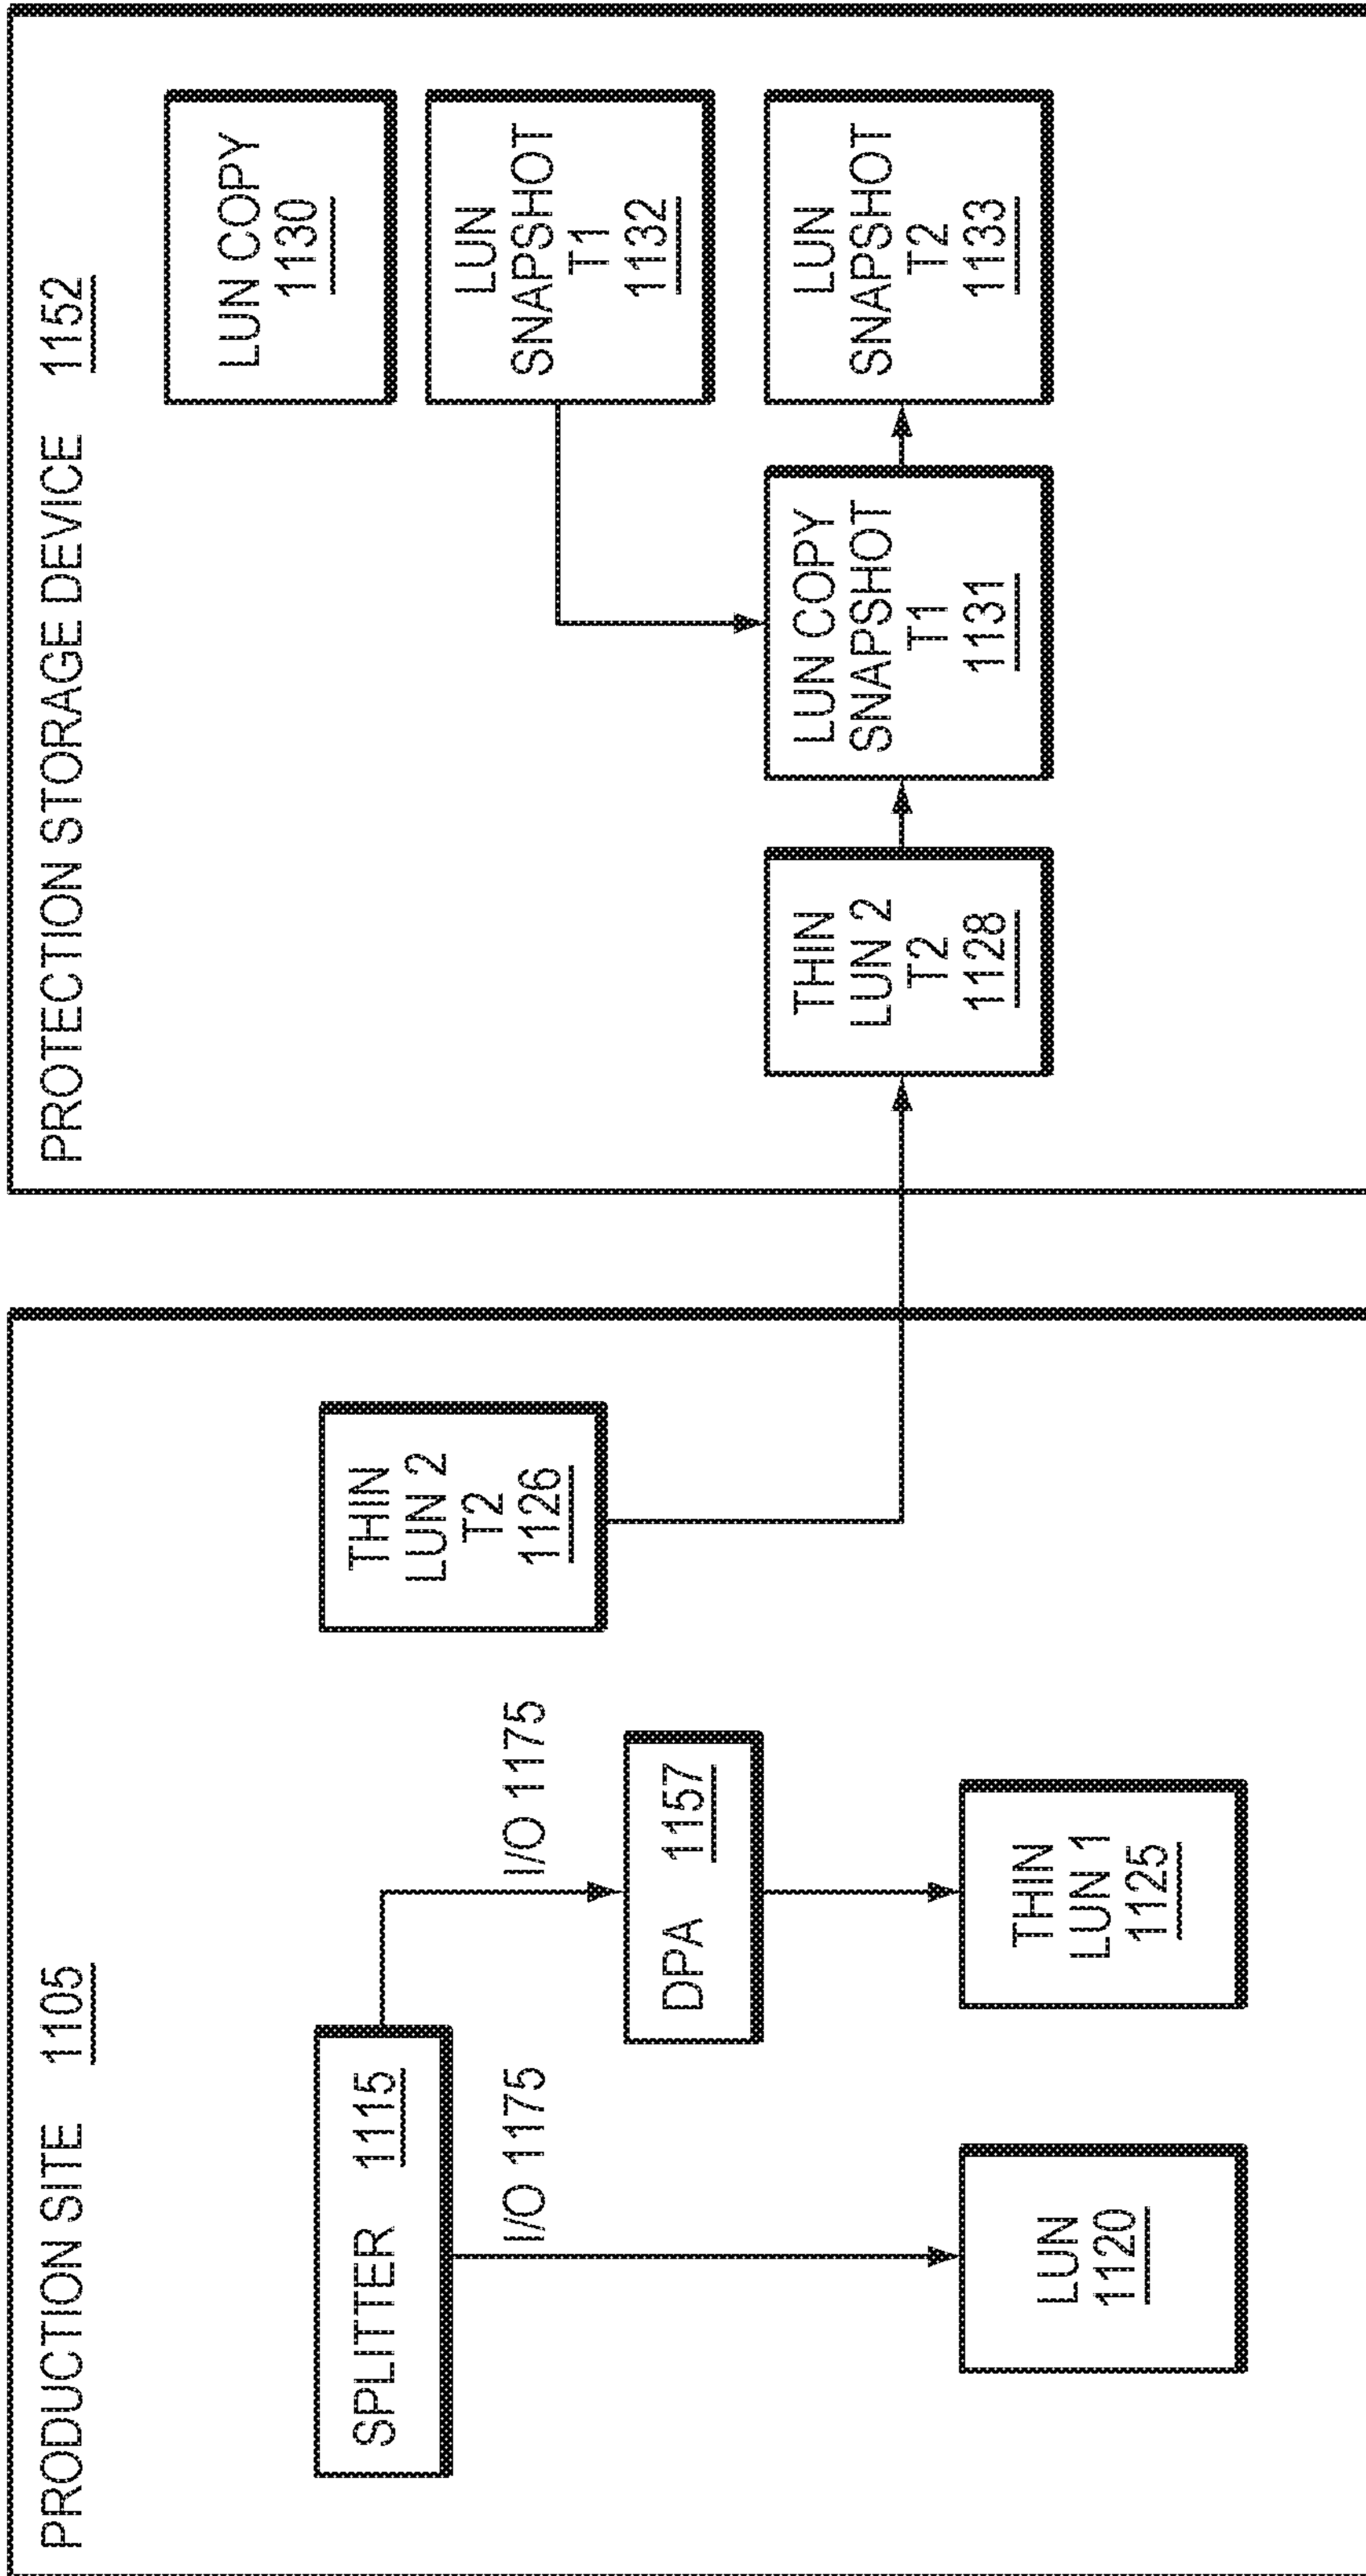 PRODUCTION SITE 1105
SPLITTER 1115
I/O 1175
I/O 1175
DPA 1157
LUN
1120
THIN
LUN 1
1125
THIN
LUN 2
T2
1126
PROTECTION STORAGE DEVICE 1152
LUN COPY
1130
LUN
SNAPSHOT
T1
1132
THIN
LUN 2
T2
1128
LUN COPY
SNAPSHOT
T1
1131
LUN
SNAPSHOT
T2
1133